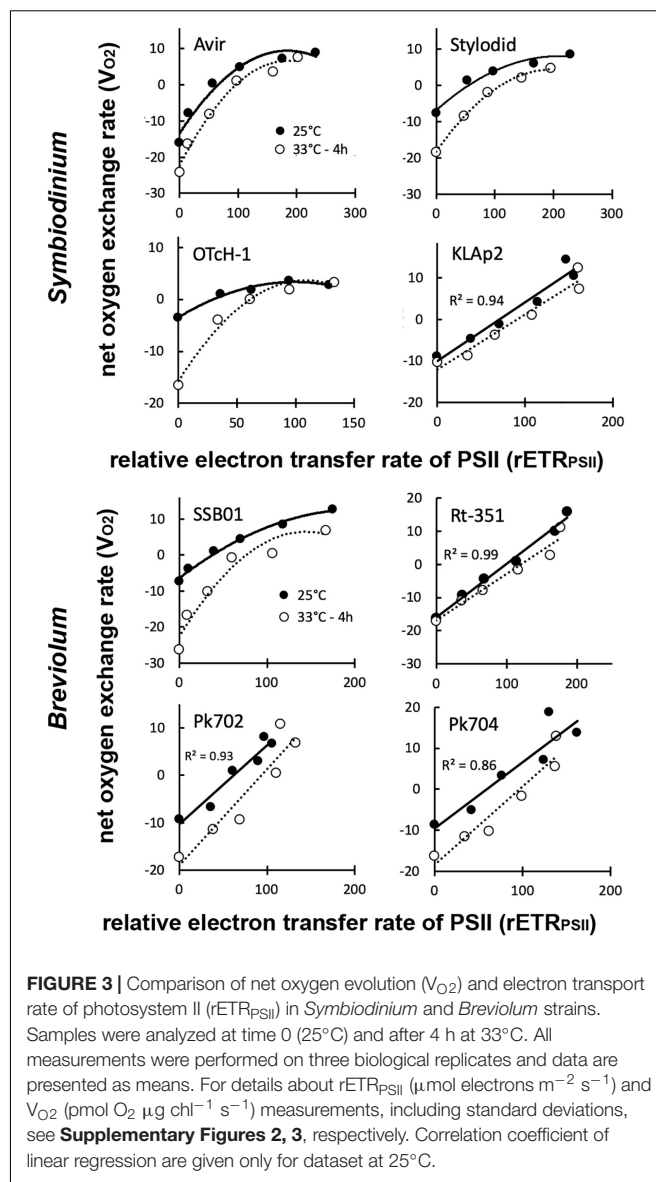 Avir
Stylodid
10
0
-10
-20
-30
0
100
200
300
25°C
33°C - 4h
10
0
-10
-20
-30
0
100
200
300
OTcH-1
KLAp2
10
0
-10
-20
0
50
100
150
R² = 0.94
10
0
-10
-20
0
100
200
Symbiodinium
net oxygen exchange rate (VO2)
relative electron transfer rate of PSII (rETRPSII)
SSB01
Rt-351
20
10
0
-10
-20
-30
0
100
200
25°C
33°C - 4h
R² = 0.99
20
10
0
-10
-20
-30
0
100
200
Pk702
Pk704
R² = 0.93
10
0
-10
-20
0
100
200
R² = 0.86
20
10
0
-10
-20
0
100
200
Breviolum
net oxygen exchange rate (VO2)
relative electron transfer rate of PSII (rETRPSII)
FIGURE 3 | Comparison of net oxygen evolution (VO2) and electron transport
rate of photosystem II (rETRPSII) in Symbiodinium and Breviolum strains.
Samples were analyzed at time 0 (25°C) and after 4 h at 33°C. All
measurements were performed on three biological replicates and data are
presented as means. For details about rETRPSII (μmol electrons m−2 s−1) and
VO2 (pmol O2 μg chl−1 s−1) measurements, including standard deviations,
see Supplementary Figures 2, 3, respectively. Correlation coefficient of
linear regression are given only for dataset at 25°C.